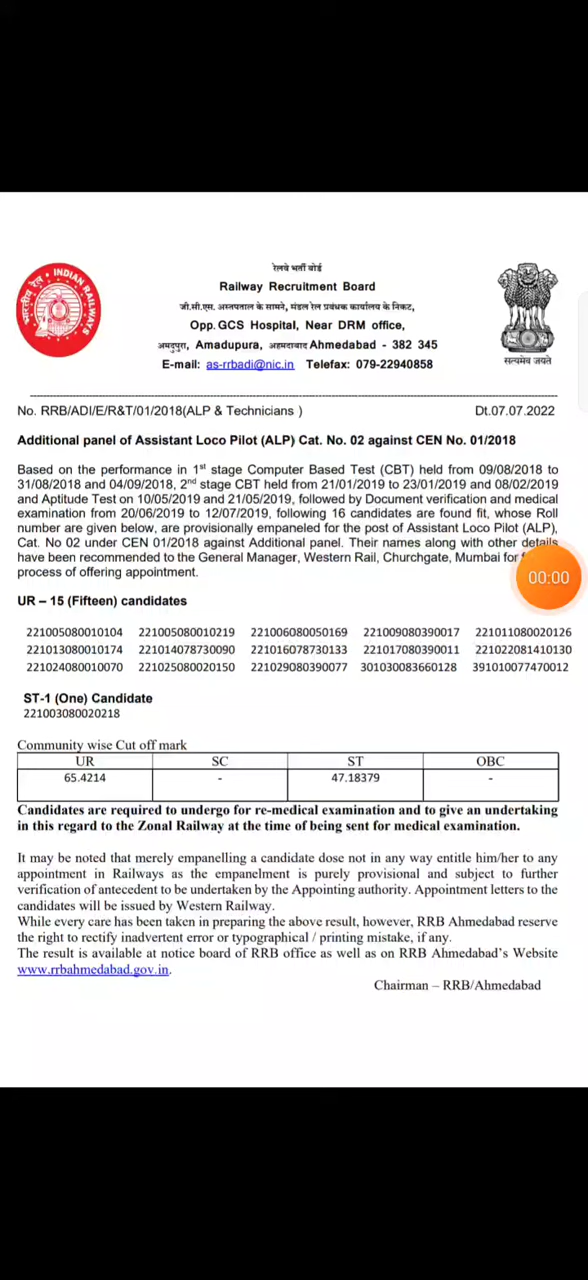 रेलवे भर्ती बोर्ड
Railway Recruitment Board
जी.सी.एस. अस्पताल के सामने, मंडल रेल प्रबंधक कार्यालय के निकट,
Opp. GCS Hospital, Near DRM office,
अमदुपुरा, Amadupura, अहमदाबाद Ahmedabad - 382 345
E-mail: as-rrbadi@nic.in Telefax: 079-22940858
भारतीय रेल • INDIAN RAILWAYS
सत्यमेव जयते
No. RRB/ADI/E/R&T/01/2018(ALP & Technicians ) Dt.07.07.2022
Additional panel of Assistant Loco Pilot (ALP) Cat. No. 02 against CEN No. 01/2018
Based on the performance in 1st stage Computer Based Test (CBT) held from 09/08/2018 to
31/08/2018 and 04/09/2018, 2nd stage CBT held from 21/01/2019 to 23/01/2019 and 08/02/2019
and Aptitude Test on 10/05/2019 and 21/05/2019, followed by Document verification and medical
examination from 20/06/2019 to 12/07/2019, following 16 candidates are found fit, whose Roll
number are given below, are provisionally empaneled for the post of Assistant Loco Pilot (ALP),
Cat. No 02 under CEN 01/2018 against Additional panel. Their names along with other details
have been recommended to the General Manager, Western Rail, Churchgate, Mumbai for
process of offering appointment.
00:00
UR – 15 (Fifteen) candidates
221005080010104 221005080010219 221006080050169 221009080390017 221011080020126
221013080010174 221014078730090 221016078730133 221017080390011 221022081410130
221024080010070 221025080020150 221029080390077 301030083660128 391010077470012
ST-1 (One) Candidate
221003080020218
Community wise Cut off mark
UR SC ST OBC
65.4214 - 47.18379 -
Candidates are required to undergo for re-medical examination and to give an undertaking
in this regard to the Zonal Railway at the time of being sent for medical examination.
It may be noted that merely empanelling a candidate dose not in any way entitle him/her to any
appointment in Railways as the empanelment is purely provisional and subject to further
verification of antecedent to be undertaken by the Appointing authority. Appointment letters to the
candidates will be issued by Western Railway.
While every care has been taken in preparing the above result, however, RRB Ahmedabad reserve
the right to rectify inadvertent error or typographical / printing mistake, if any.
The result is available at notice board of RRB office as well as on RRB Ahmedabad's Website
www.rrbahmedabad.gov.in.
Chairman – RRB/Ahmedabad